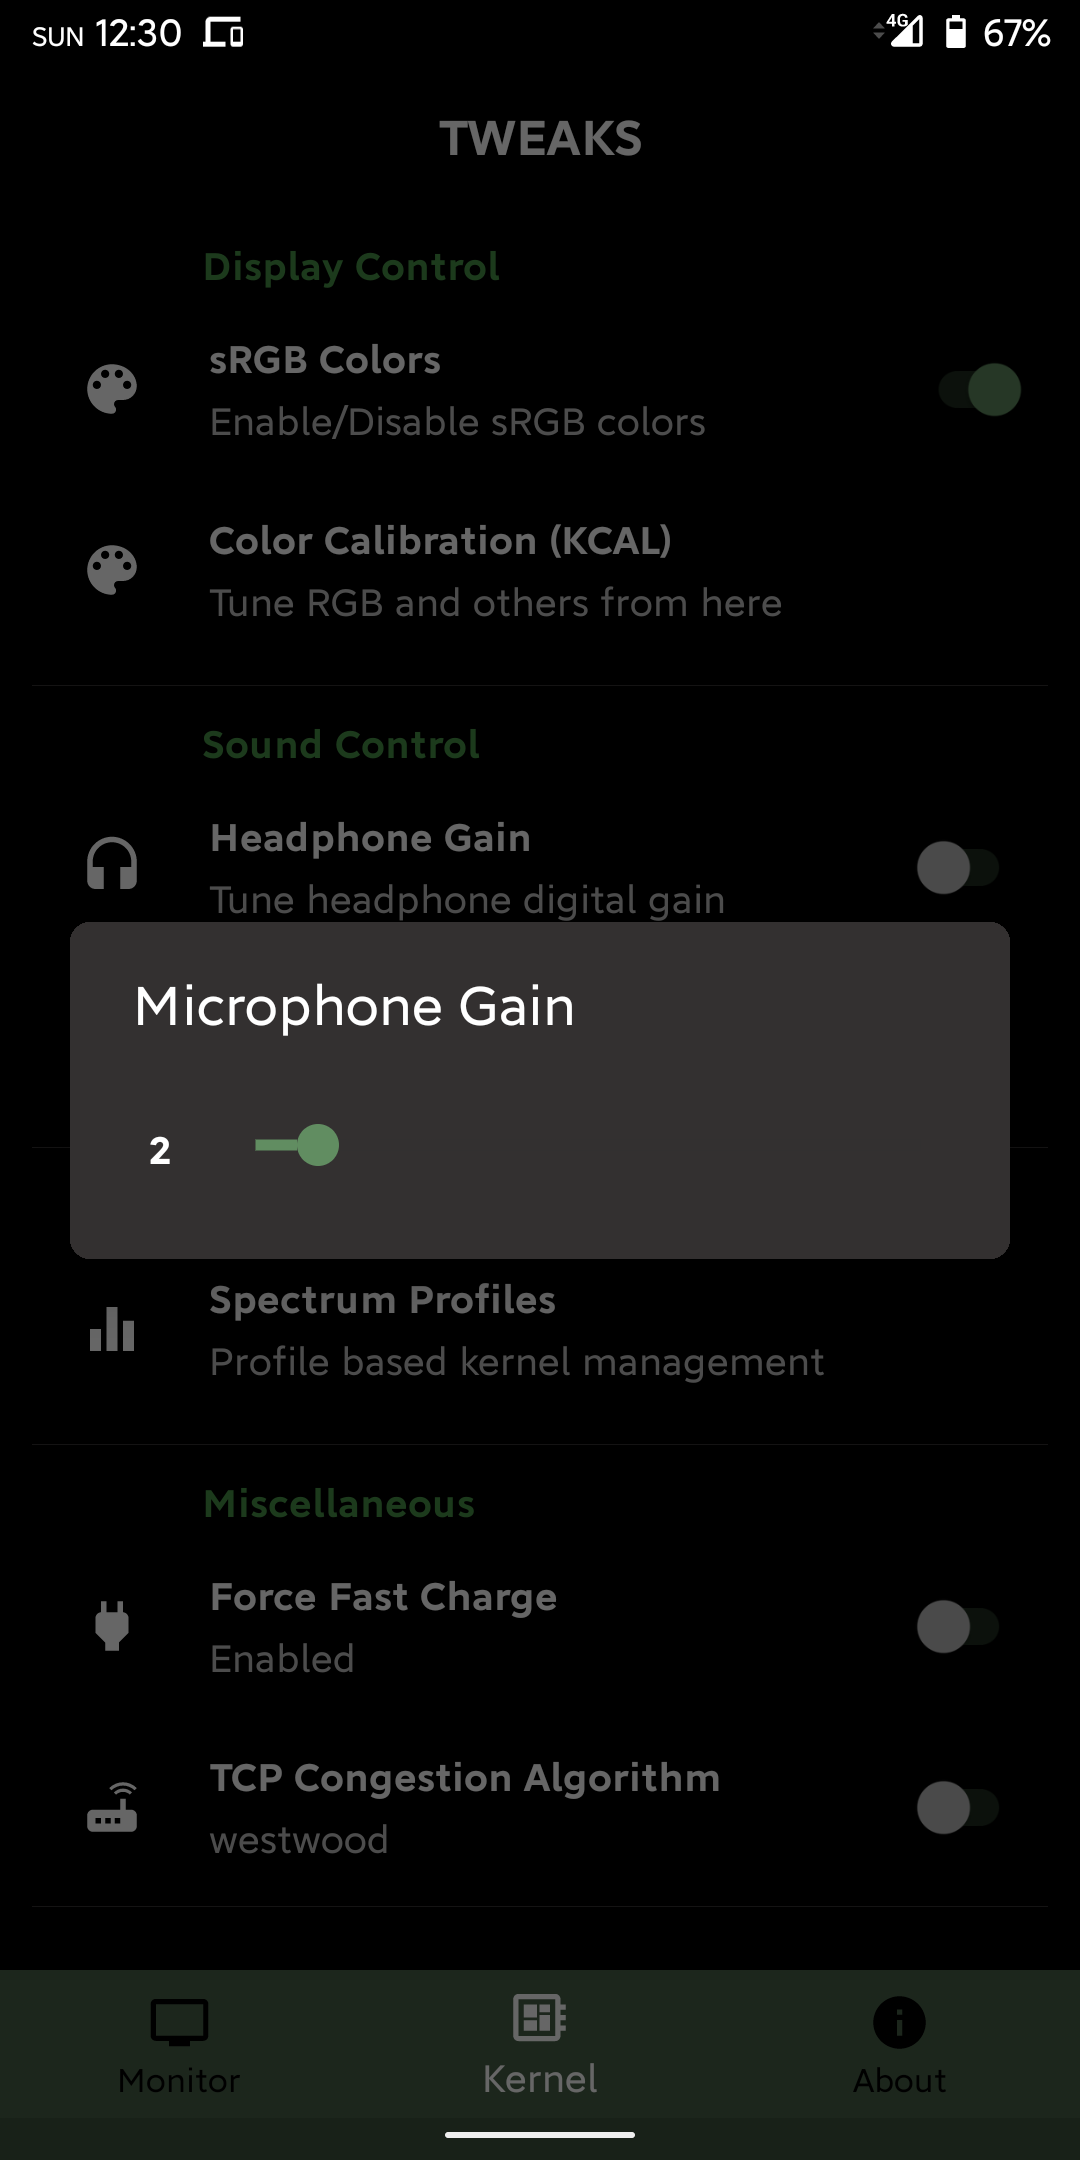 SUN 12:30 4G 67%
TWEAKS
Display Control
sRGB Colors
Enable/Disable sRGB colors
Color Calibration (KCAL)
Tune RGB and others from here
Sound Control
Headphone Gain
Tune headphone digital gain
Microphone Gain
2
Spectrum Profiles
Profile based kernel management
Miscellaneous
Force Fast Charge
Enabled
TCP Congestion Algorithm
westwood
Monitor Kernel About